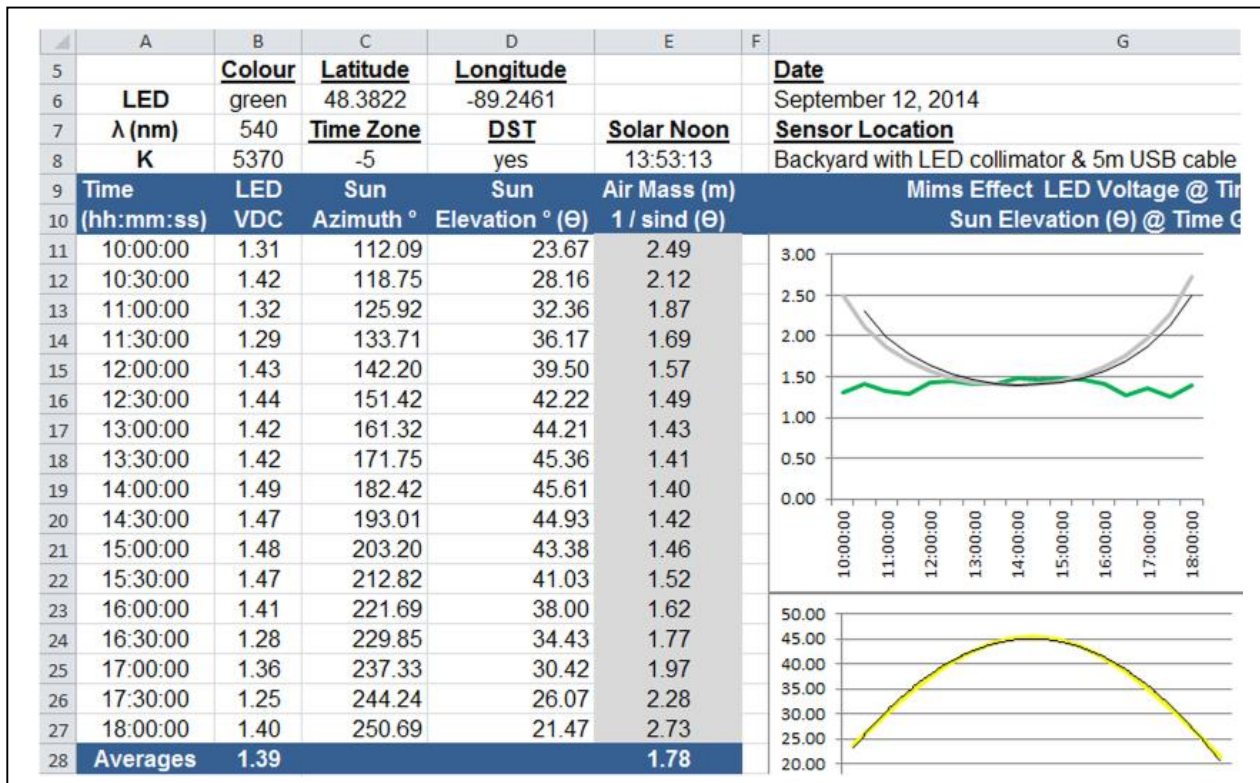 A B C D E F G
5 Colour Latitude Longitude Date
6 LED green 48.3822 -89.2461 September 12, 2014
7 λ (nm) 540 Time Zone DST Solar Noon Sensor Location
8 K 5370 -5 yes 13:53:13 Backyard with LED collimator & 5m USB cable
9 Time LED Sun Sun Air Mass (m) Mims Effect LED Voltage @
10 (hh:mm:ss) VDC Azimuth ° Elevation ° (Θ) 1 / sind (Θ) Sun Elevation (Θ) @ Time
11 10:00:00 1.31 112.09 23.67 2.49
12 10:30:00 1.42 118.75 28.16 2.12
13 11:00:00 1.32 125.92 32.36 1.87
14 11:30:00 1.29 133.71 36.17 1.69
15 12:00:00 1.43 142.20 39.50 1.57
16 12:30:00 1.44 151.42 42.22 1.49
17 13:00:00 1.42 161.32 44.21 1.43
18 13:30:00 1.42 171.75 45.36 1.41
19 14:00:00 1.49 182.42 45.61 1.40
20 14:30:00 1.47 193.01 44.93 1.42
21 15:00:00 1.48 203.20 43.38 1.46
22 15:30:00 1.47 212.82 41.03 1.52
23 16:00:00 1.41 221.69 38.00 1.62
24 16:30:00 1.28 229.85 34.43 1.77
25 17:00:00 1.36 237.33 30.42 1.97
26 17:30:00 1.25 244.24 26.07 2.28
27 18:00:00 1.40 250.69 21.47 2.73
28 Averages 1.39 1.78
3.00
2.50
2.00
1.50
1.00
0.50
0.00
10:00:00 11:00:00 12:00:00 13:00:00 14:00:00 15:00:00 16:00:00 17:00:00 18:00:00
50.00
45.00
40.00
35.00
30.00
25.00
20.00